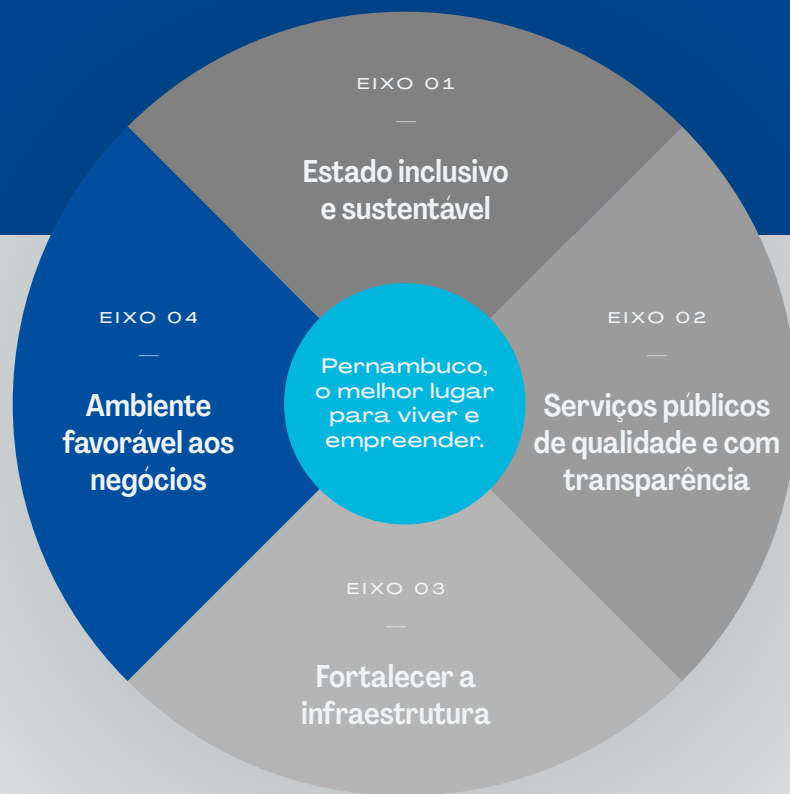 EIXO 01
—
Estado inclusivo
e sustentável
EIXO 02
—
Serviços públicos
de qualidade e com
transparência
EIXO 03
—
Fortalecer a
infraestrutura
EIXO 04
—
Ambiente
favorável aos
negócios
Pernambuco,
o melhor lugar
para viver e
empreender.